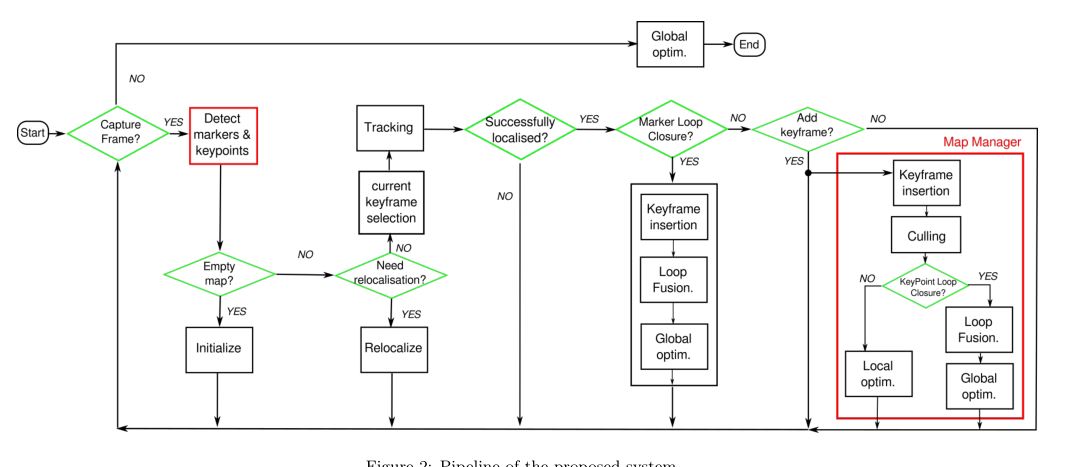 Global
optim.
End
NO
Start
Capture
Frame?
YES
Detect
markers &
keypoints
Tracking
Successfully
localised?
YES
Marker Loop
Closure?
NO
Add
keyframe?
NO
YES
YES
Map Manager
current
keyframe
selection
NO
Keyframe
insertion
Keyframe
insertion
Culling
NO
NO
Empty
map?
Need
relocalisation?
Loop
Fusion.
NO
KeyPoint Loop
Closure?
YES
YES
YES
Initialize
Relocalize
Global
optim.
Loop
Fusion.
Local
optim.
Global
optim.
Figure 2: Pipeline of the proposed system